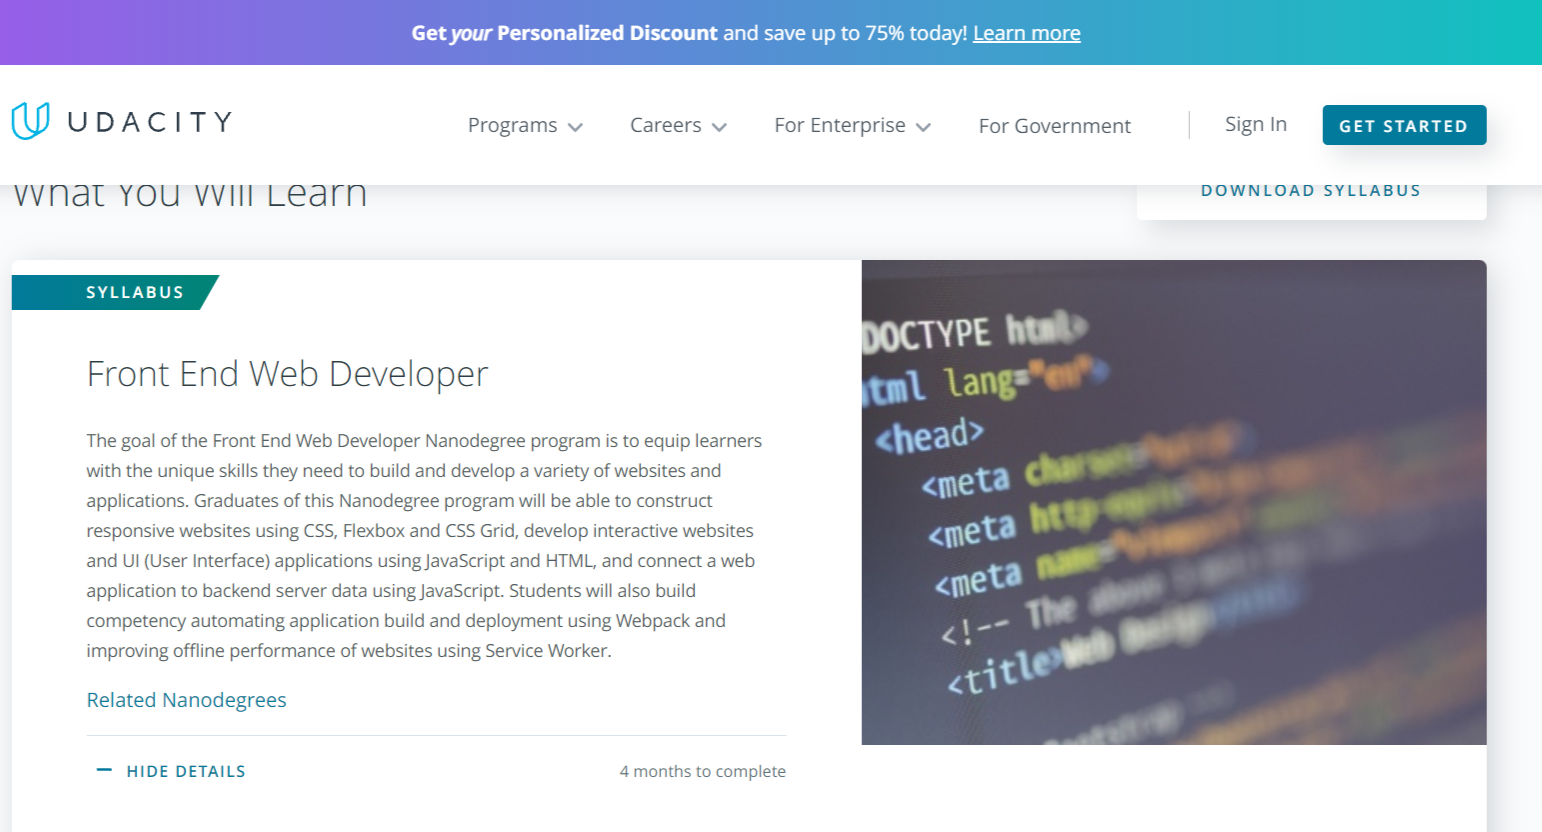 Get your Personalized Discount and save up to 75% today! Learn more
UDACITY
Programs
Careers
For Enterprise
For Government
Sign In
GET STARTED
What You Will Learn
DOWNLOAD SYLLABUS
SYLLABUS
Front End Web Developer
The goal of the Front End Web Developer Nanodegree program is to equip learners
with the unique skills they need to build and develop a variety of websites and
applications. Graduates of this Nanodegree program will be able to construct
responsive websites using CSS, Flexbox and CSS Grid, develop interactive websites
and UI (User Interface) applications using JavaScript and HTML, and connect a web
application to backend server data using JavaScript. Students will also build
competency automating application build and deployment using Webpack and
improving offline performance of websites using Service Worker.
Related Nanodegrees
HIDE DETAILS
4 months to complete
DOCTYPE html>
html lang="en">
<head>
<meta
<meta
<meta name=
<!-- The above
<title>Web Design